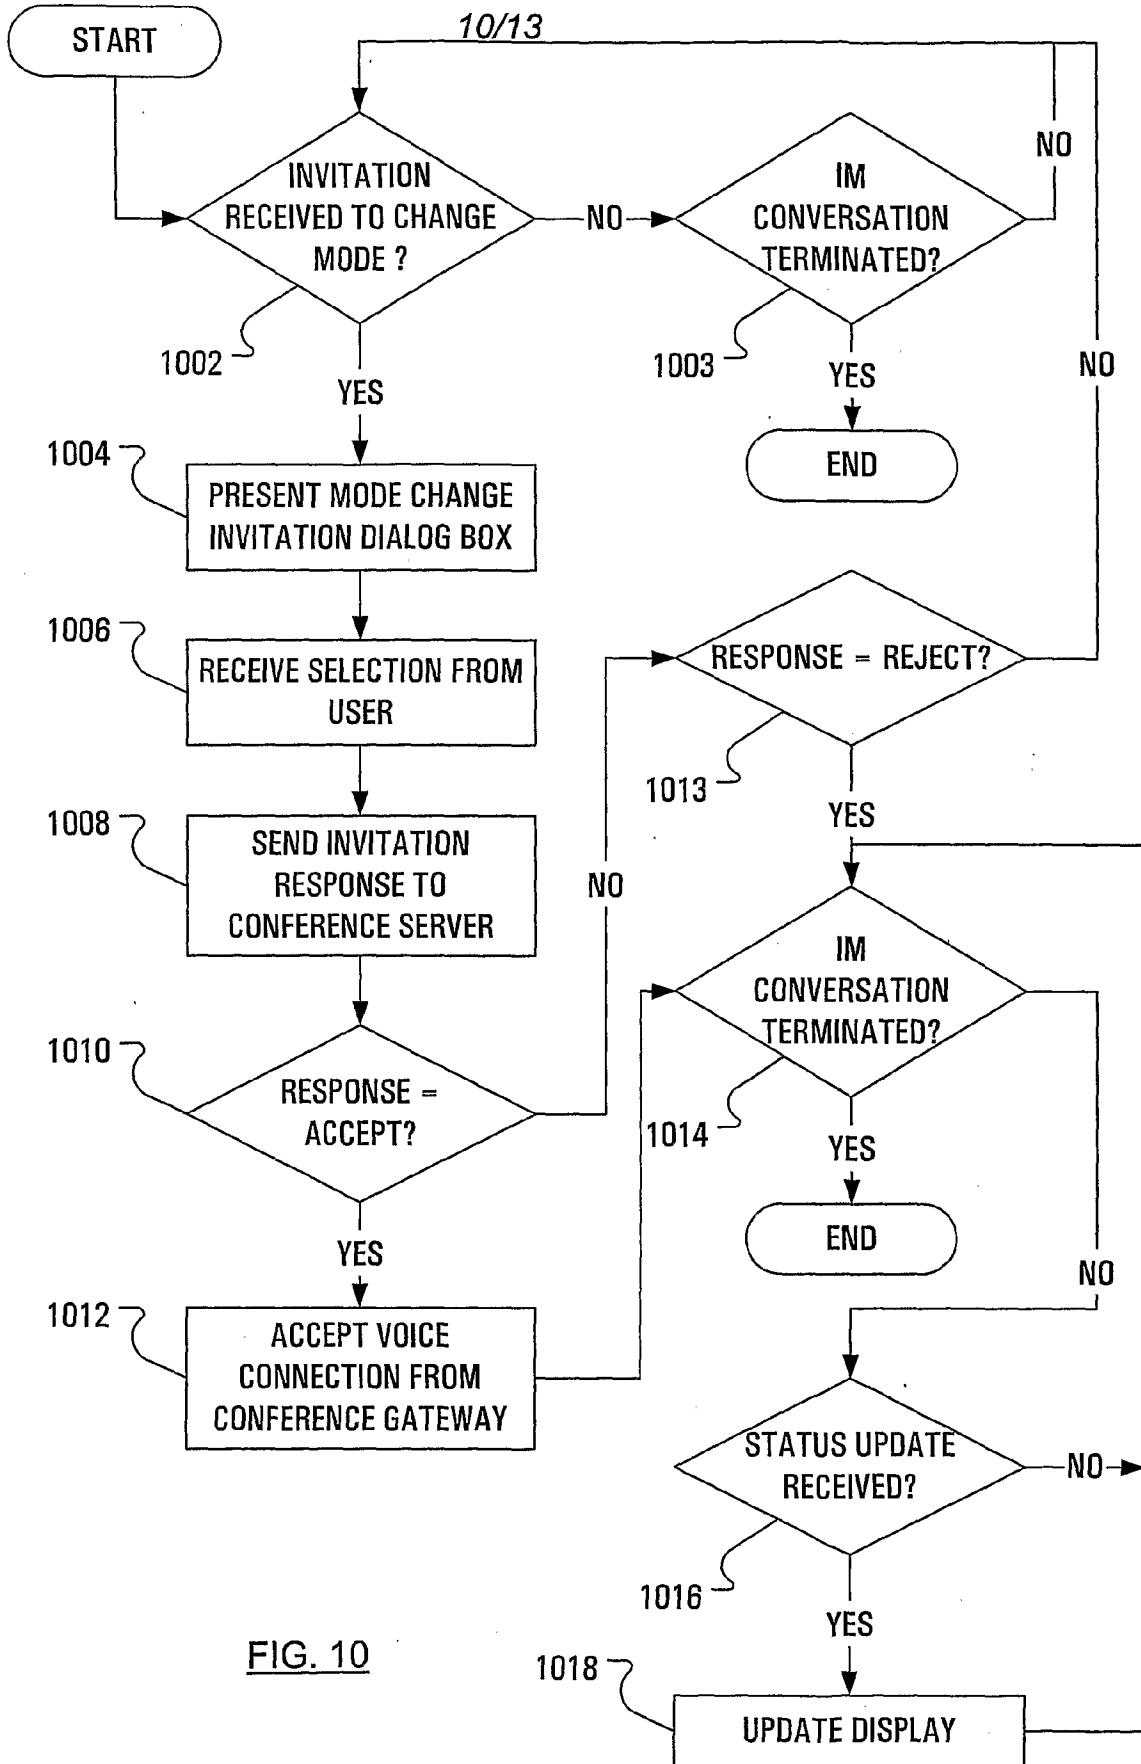 10/13
START
INVITATION
RECEIVED TO CHANGE
MODE ?
NO
IM
CONVERSATION
TERMINATED?
NO
1002
YES
1003
YES
NO
END
1004
PRESENT MODE CHANGE
INVITATION DIALOG BOX
1006
RECEIVE SELECTION FROM
USER
RESPONSE = REJECT?
1013
YES
1008
SEND INVITATION
RESPONSE TO
CONFERENCE SERVER
NO
IM
CONVERSATION
TERMINATED?
1010
RESPONSE =
ACCEPT?
1014
YES
END
NO
YES
1012
ACCEPT VOICE
CONNECTION FROM
CONFERENCE GATEWAY
STATUS UPDATE
RECEIVED?
NO
1016
YES
FIG. 10
1018
UPDATE DISPLAY